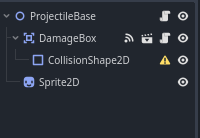 ProjectileBase
DamageBox
CollisionShape2D
Sprite2D